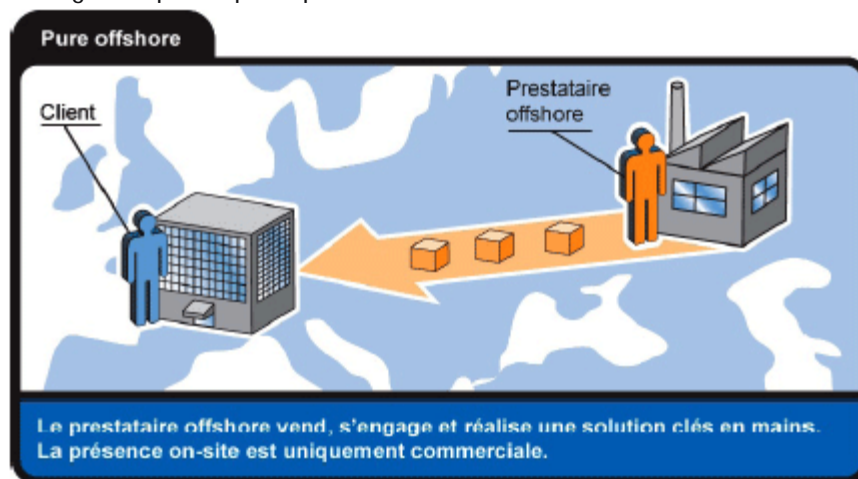 Pure offshore
Client
Prestataire
offshore
Le prestataire offshore vend, s'engage et réalise une solution clés en mains.
La présence on-site est uniquement commerciale.